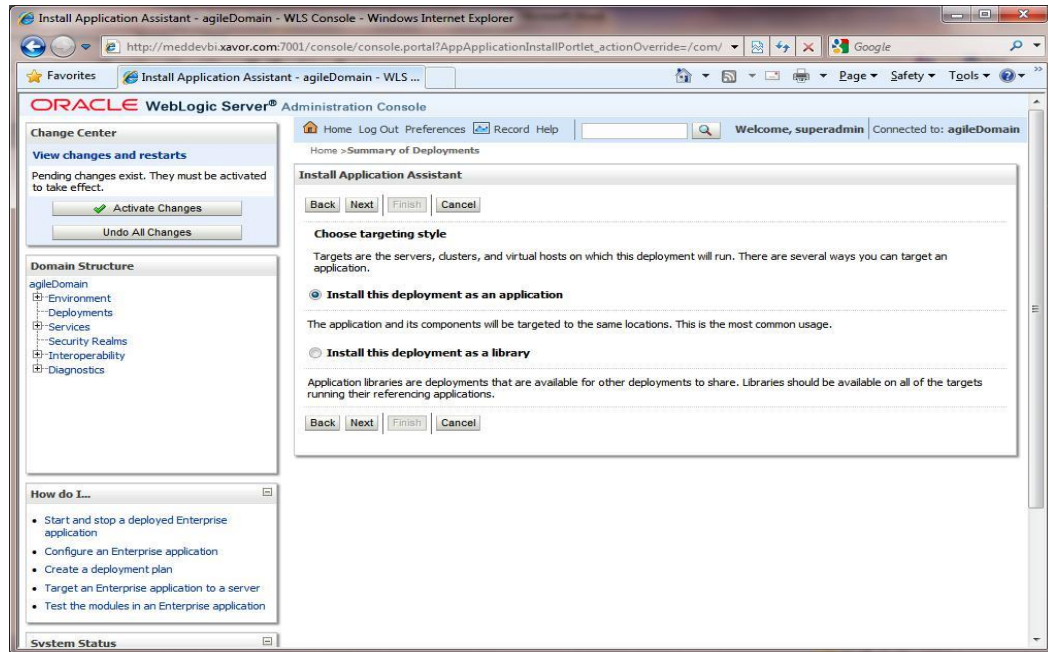 Install Application Assistant - agileDomain - WLS Console - Windows Internet Explorer
http://meddevbi.xavor.com:7001/console/console.portal?AppApplicationInstallPortlet_actionOverride=/com/
Google
Favorites
Install Application Assistant - agileDomain - WLS ...
Page
Safety
Tools
ORACLE WebLogic Server® Administration Console
Change Center
View changes and restarts
Pending changes exist. They must be activated
to take effect.
Activate Changes
Undo All Changes
Domain Structure
agileDomain
Environment
Deployments
Services
Security Realms
Interoperability
Diagnostics
How do I...
Start and stop a deployed Enterprise
application
Configure an Enterprise application
Create a deployment plan
Target an Enterprise application to a server
Test the modules in an Enterprise application
System Status
Home Log Out Preferences Record Help
Welcome, superadmin Connected to: agileDomain
Home >Summary of Deployments
Install Application Assistant
Back Next Finish Cancel
Choose targeting style
Targets are the servers, clusters, and virtual hosts on which this deployment will run. There are several ways you can target an
application.
Install this deployment as an application
The application and its components will be targeted to the same locations. This is the most common usage.
Install this deployment as a library
Application libraries are deployments that are available for other deployments to share. Libraries should be available on all of the targets
running their referencing applications.
Back Next Finish Cancel